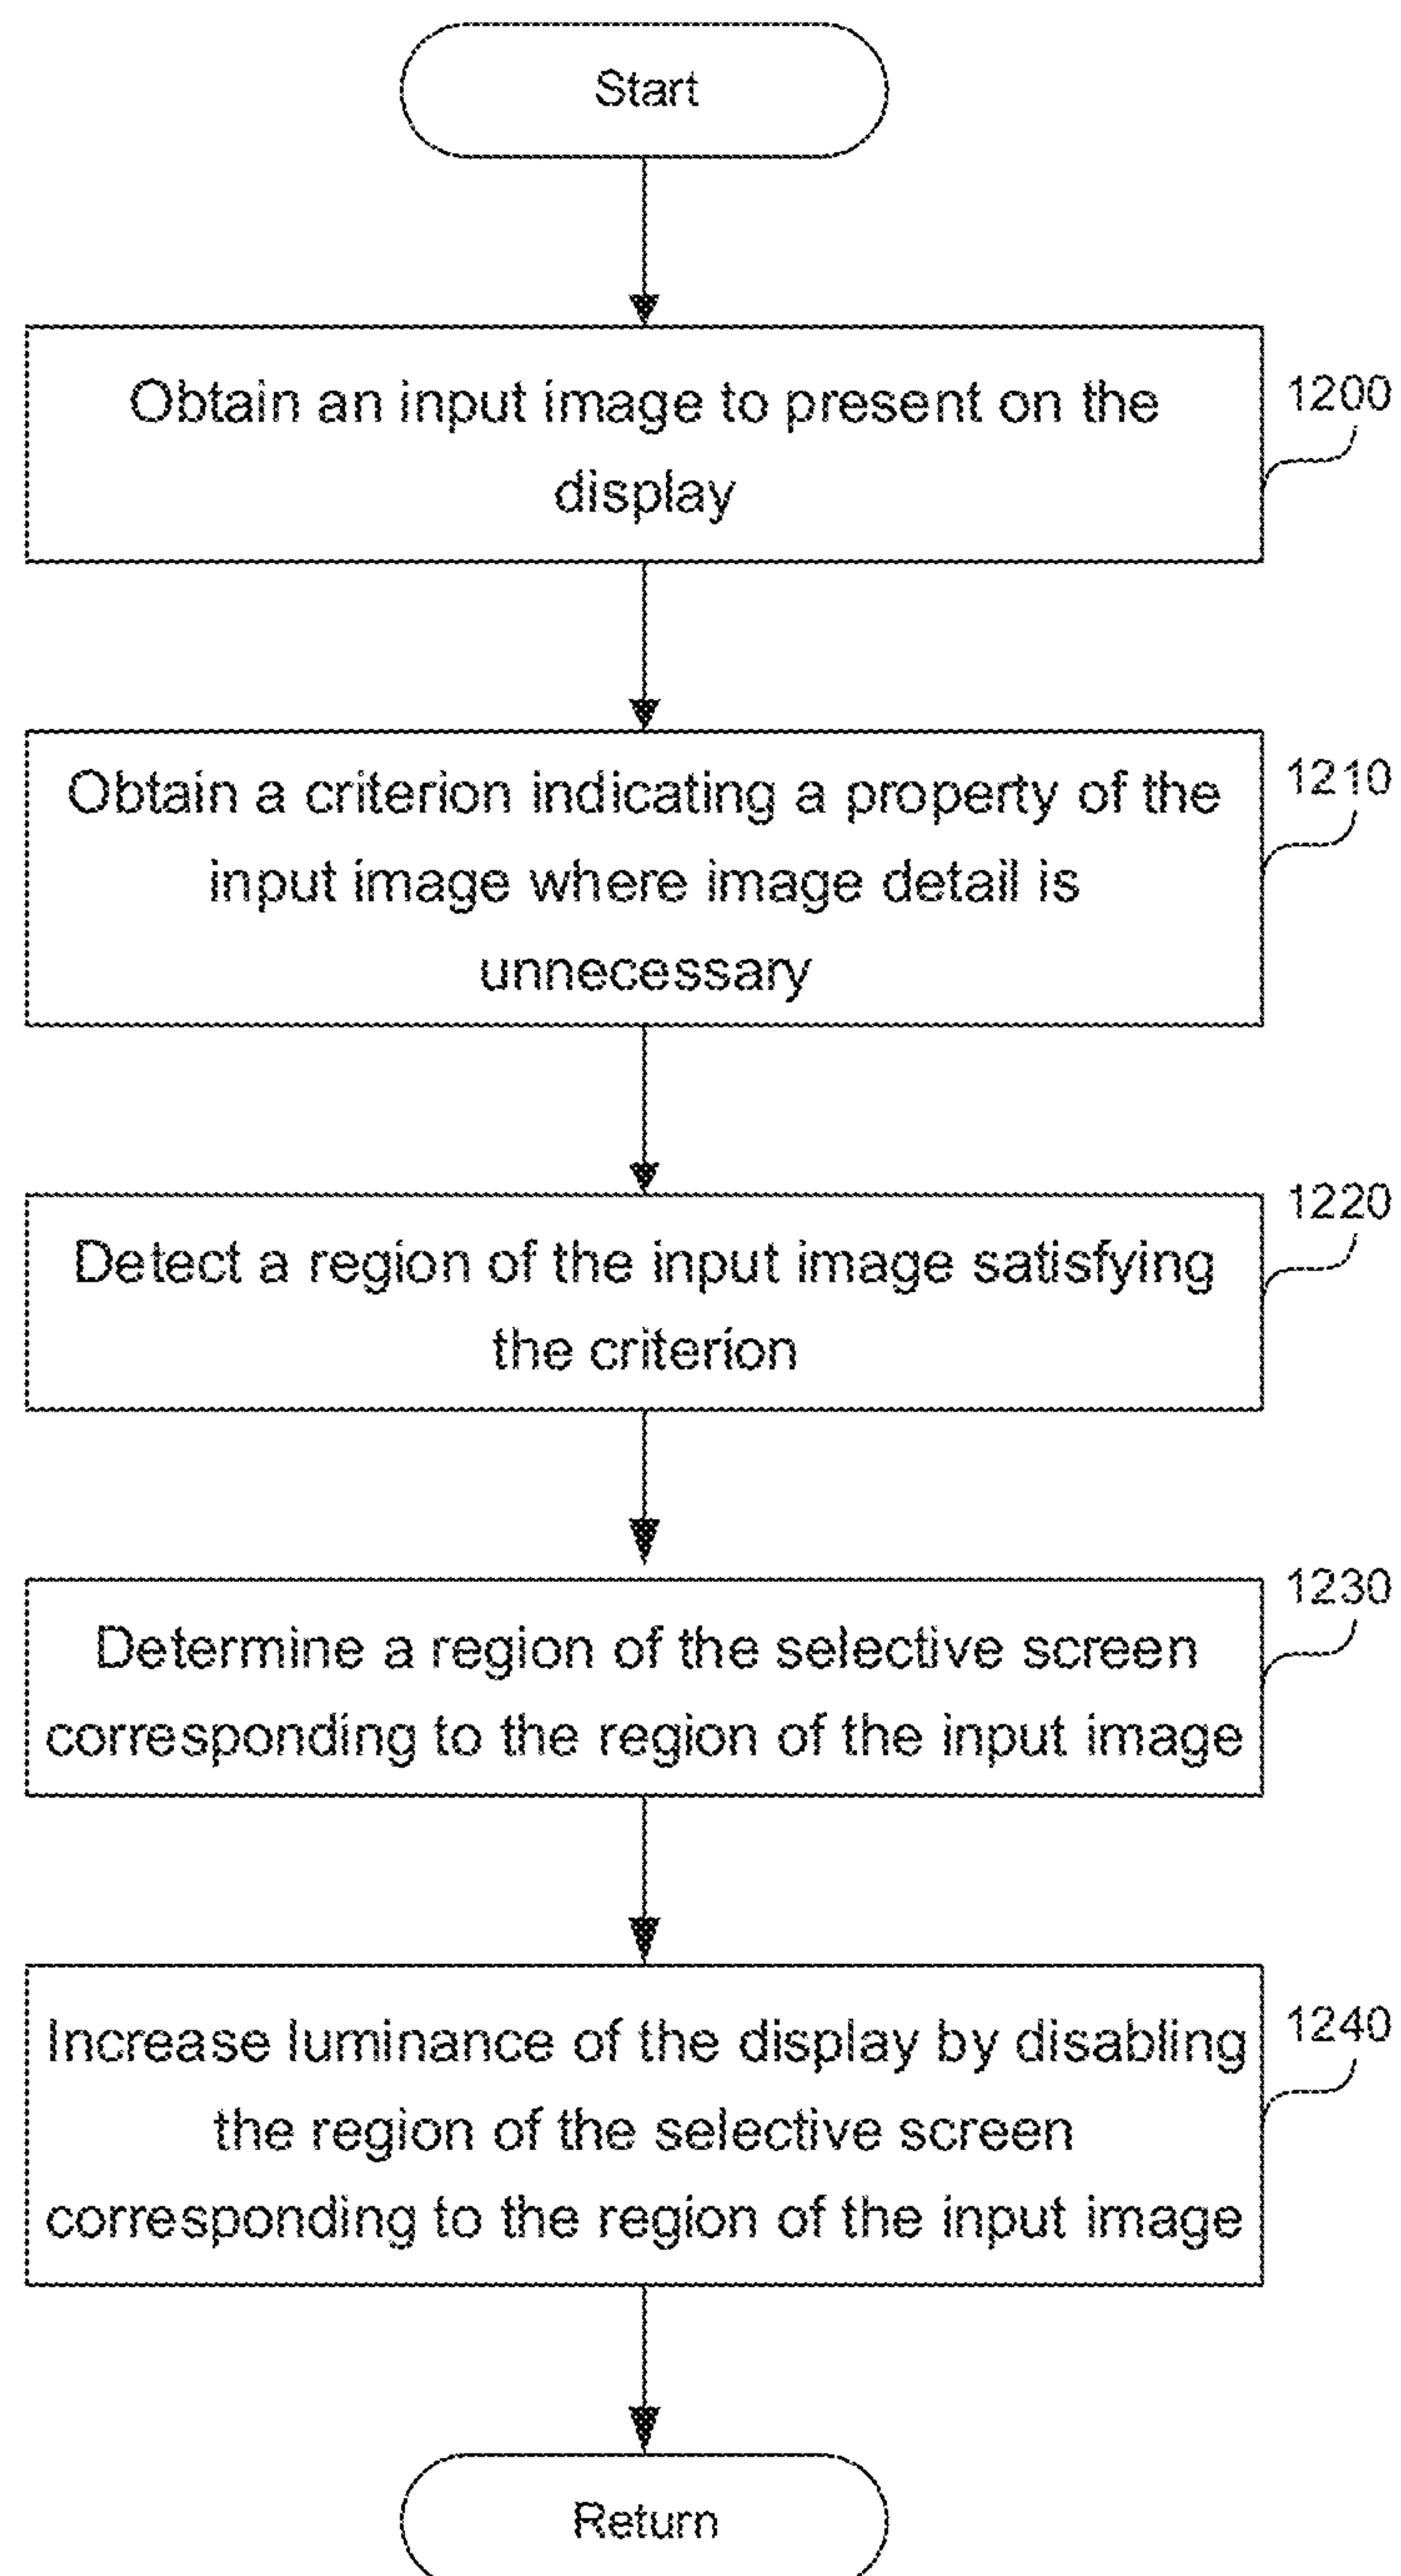 Start
Obtain an input image to present on the
display
1200
Obtain a criterion indicating a property of the
input image where image detail is
unnecessary
1210
Detect a region of the input image satisfying
the criterion
1220
Determine a region of the selective screen
corresponding to the region of the input image
1230
Increase luminance of the display by disabling
the region of the selective screen
corresponding to the region of the input image
1240
Return